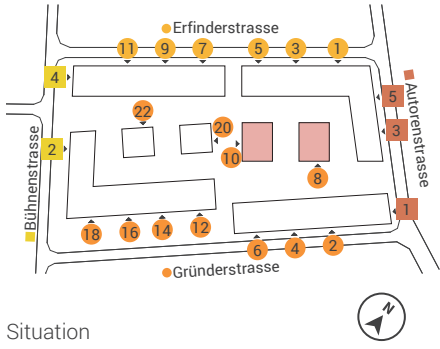 Erfinderstrasse
11 9 7 5 3 1
4
5
Autorenstrasse
22
20
3
2
10
8
Bühnenstrasse
1
18 16 14 12
6 4 2
Gründerstrasse
N
Situation